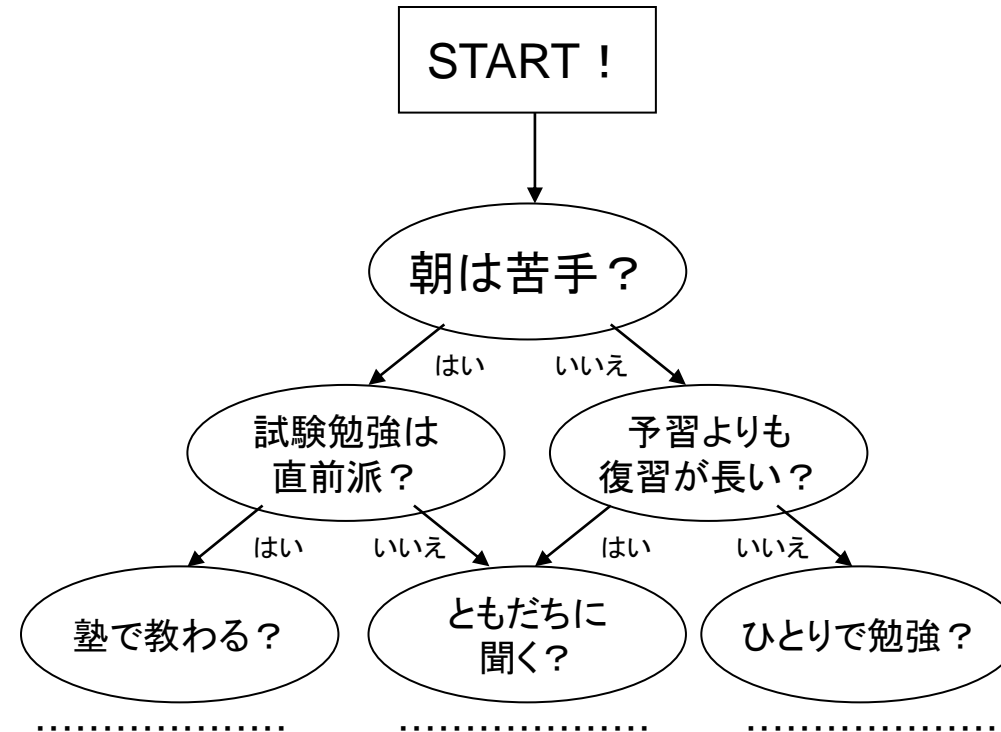 START！
朝は苦手？
はい
いいえ
試験勉強は
直前派？
予習よりも
復習が長い？
はい
いいえ
はい
いいえ
塾で教わる？
ともだちに
聞く？
ひとりで勉強？
………………… ………………… …………………